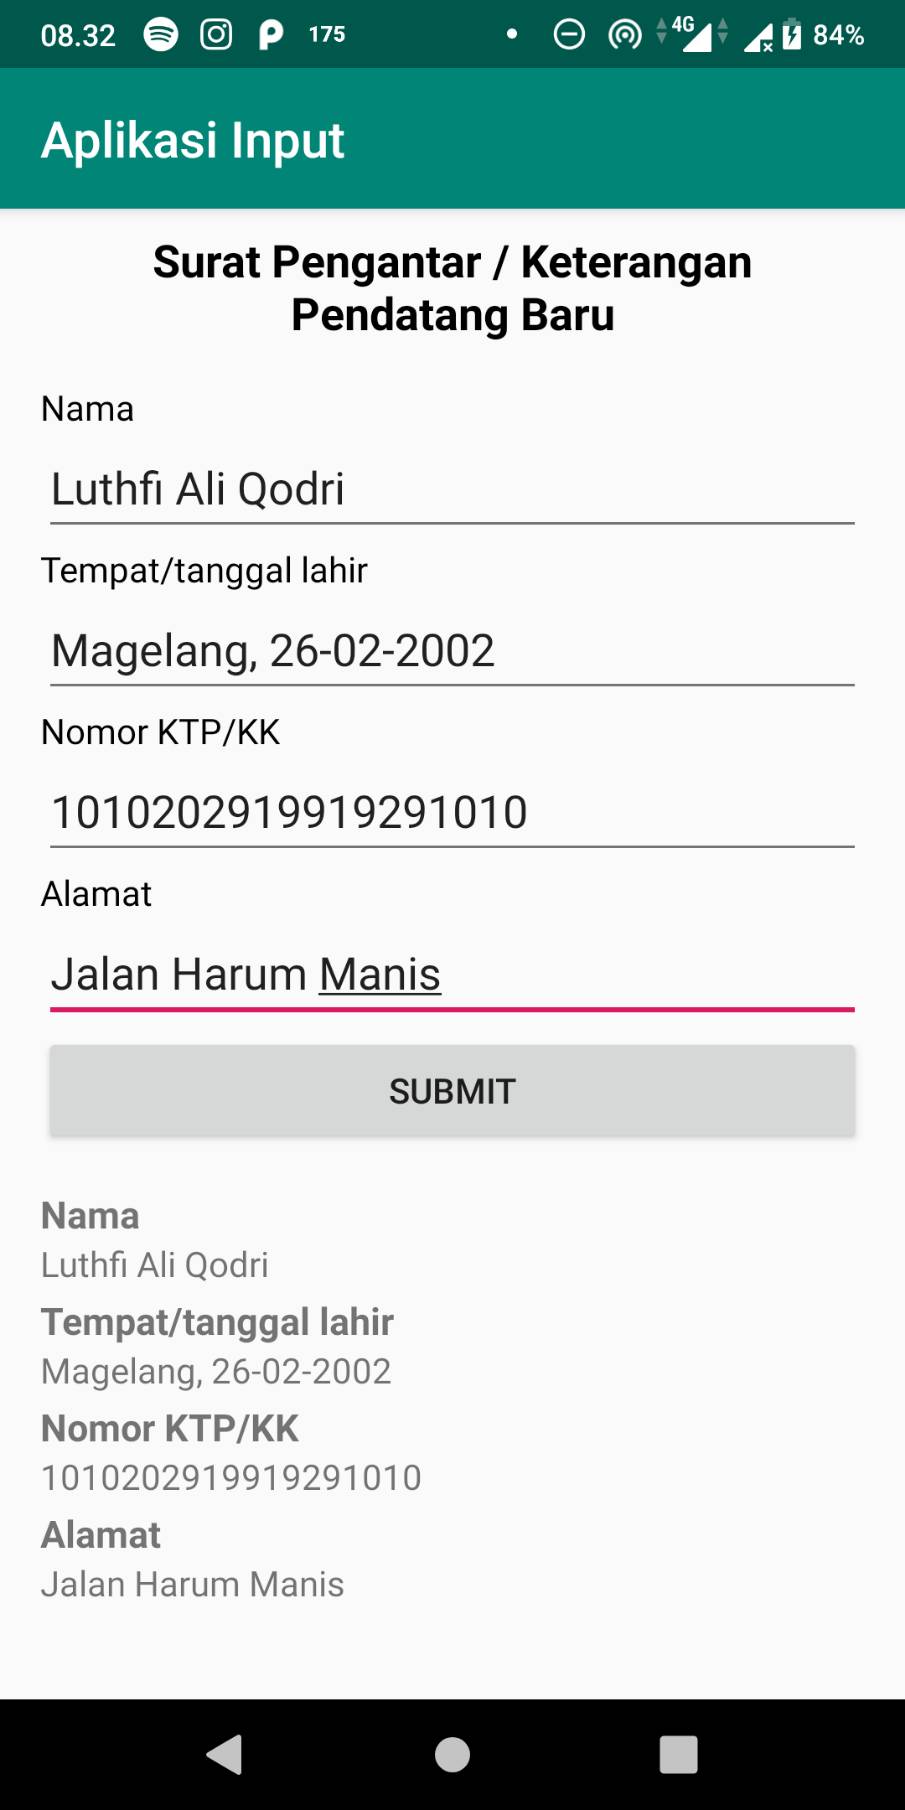 08.32 175 4G 84%
Aplikasi Input
Surat Pengantar / Keterangan
Pendatang Baru
Nama
Luthfi Ali Qodri
Tempat/tanggal lahir
Magelang, 26-02-2002
Nomor KTP/KK
1010202919919291010
Alamat
Jalan Harum Manis
SUBMIT
Nama
Luthfi Ali Qodri
Tempat/tanggal lahir
Magelang, 26-02-2002
Nomor KTP/KK
1010202919919291010
Alamat
Jalan Harum Manis